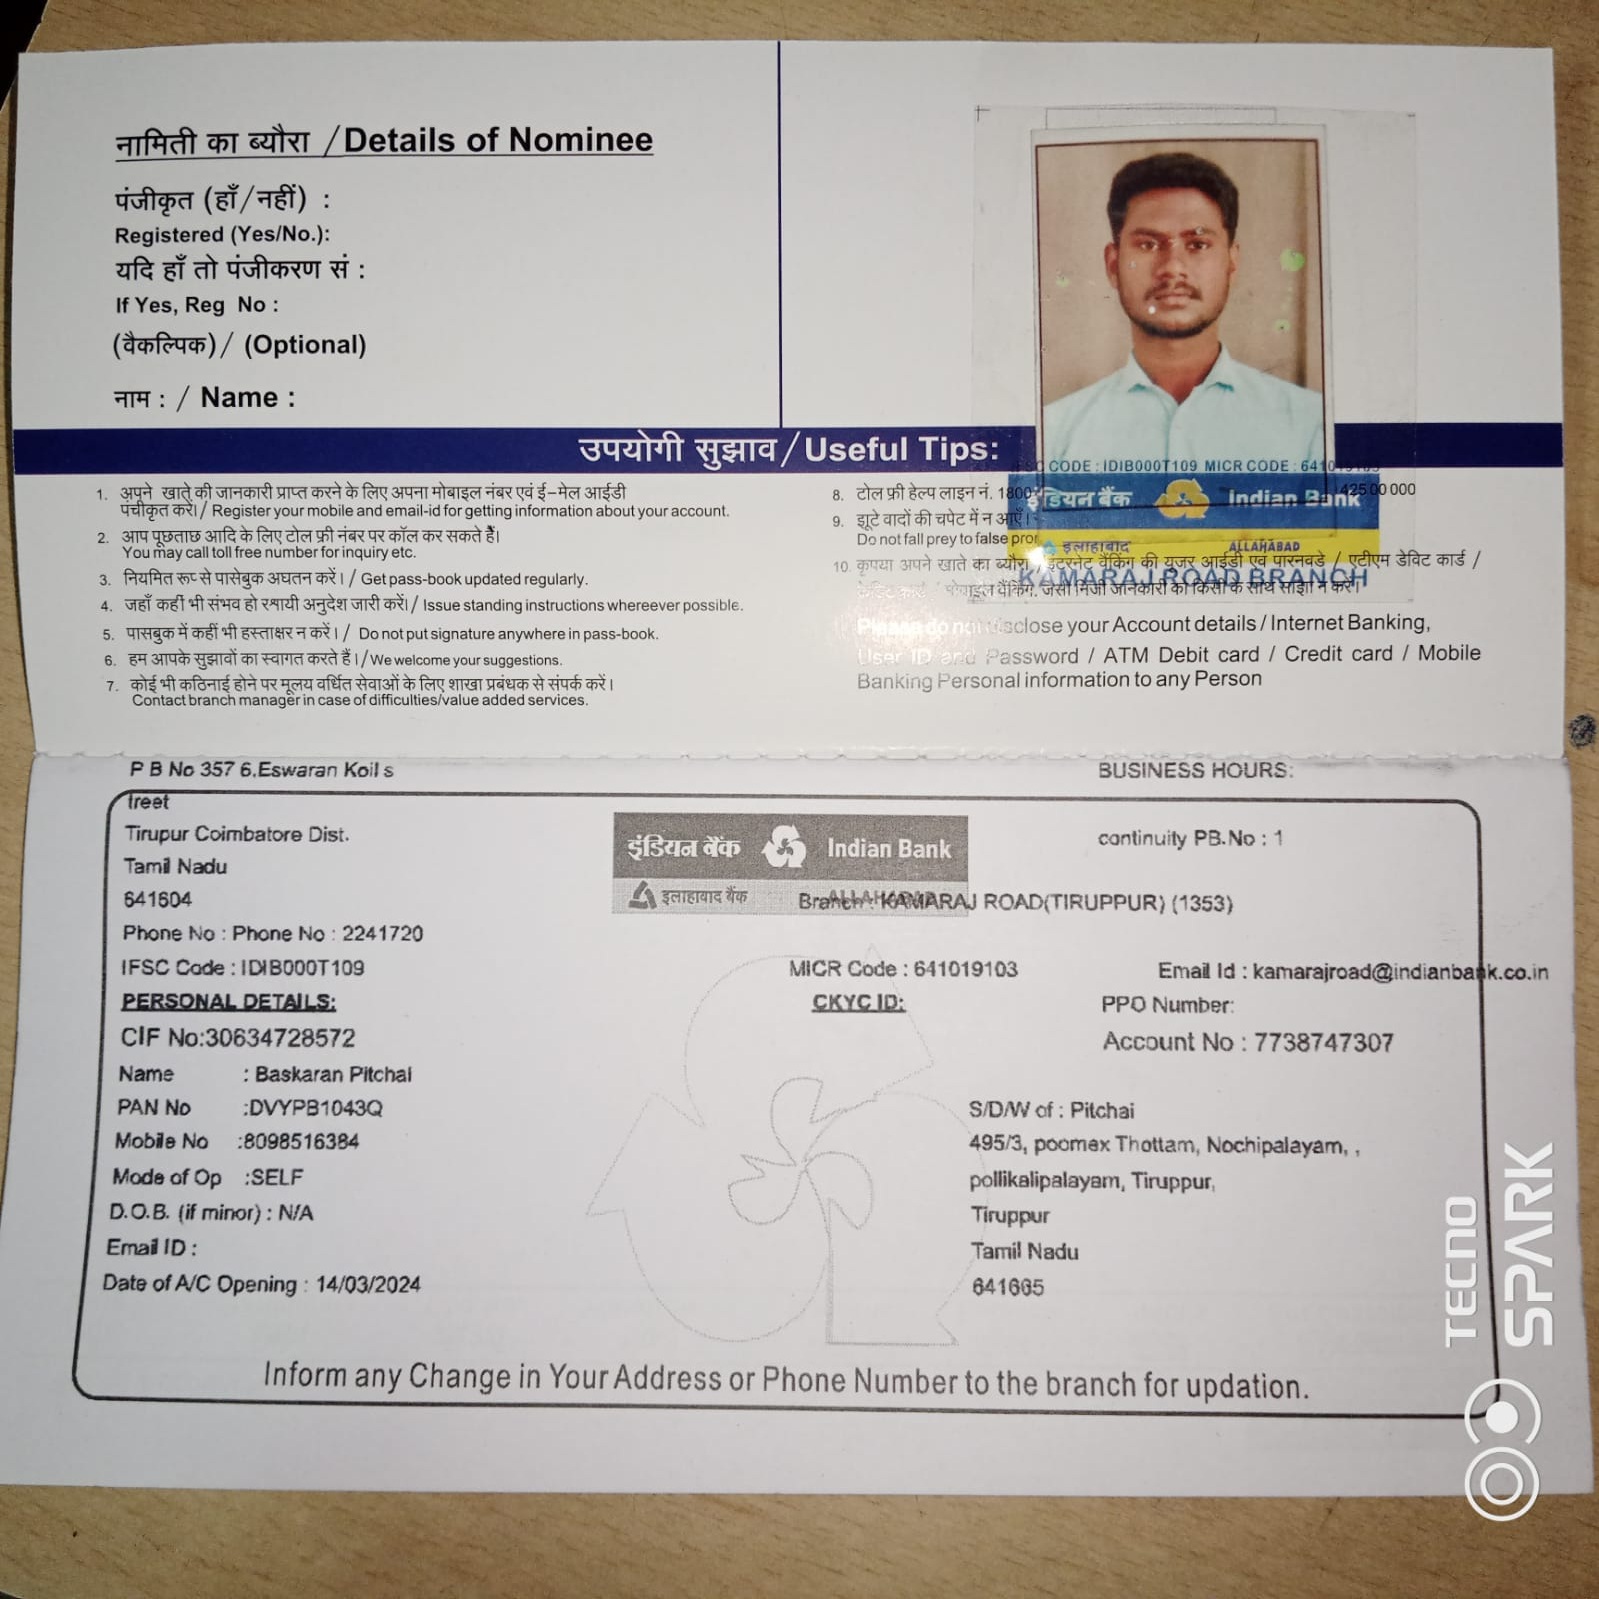 नामिती का ब्यौरा / Details of Nominee
पंजीकृत (हाँ/नहीं) :
Registered (Yes/No.):
यदि हाँ तो पंजीकरण सं :
If Yes, Reg No :
(वैकल्पिक) / (Optional)
नाम : / Name :
उपयोगी सुझाव / Useful Tips:
1. अपने खाते की जानकारी प्राप्त करने के लिए अपना मोबाइल नंबर एवं ई-मेल आईडी
पंचीकृत करें। / Register your mobile and email-id for getting information about your account.
2. आप पूछताछ आदि के लिए टोल फ्री नंबर पर कॉल कर सकते हैं।
You may call toll free number for inquiry etc.
3. नियमित रूप से पासेबुक अघतन करें। / Get pass-book updated regularly.
4. जहाँ कहीं भी संभव हो स्थायी अनुदेश जारी करें। / Issue standing instructions whereever possible.
5. पासबुक में कहीं भी हस्ताक्षर न करें। / Do not put signature anywhere in pass-book.
6. हम आपके सुझावों का स्वागत करते हैं। / We welcome your suggestions.
7. कोई भी कठिनाई होने पर मूलय वर्धित सेवाओं के लिए शाखा प्रबंधक से संपर्क करें।
Contact branch manager in case of difficulties/value added services.
CODE : IDIB000T109 MICR CODE : 641019103
8. टोल फ्री हेल्प लाइन नं. 1800 42500000
इंडियन बैंक Indian Bank
9. झूटे वादों की चपेट में न आएँ।
Do not fall prey to false
इलाहाबाद ALLAHABAD
10. कृपया अपने खाते का ब्यौरा / इंटरनेट बैंकिंग की यूजर आईडी एवं पारनवर्ड / एटीएम डेविट कार्ड /
KAMARAJ ROAD BRANCH
मोबाइल बैंकिंग. जैसी निजी जानकारी को किसी के साथ साझा न करें।
Please do not disclose your Account details / Internet Banking,
User ID and Password / ATM Debit card / Credit card / Mobile
Banking Personal information to any Person
P B No 357 6,Eswaran Koil s
treet
BUSINESS HOURS:
Tirupur Coimbatore Dist.
continuity PB.No : 1
Tamil Nadu
641604
इंडियन बैंक Indian Bank
इलाहाबाद बैंक ALLAHABAD
Branch : KAMARAJ ROAD(TIRUPPUR) (1353)
Phone No : Phone No : 2241720
IFSC Code : IDIB000T109
MICR Code : 641019103
Email Id : kamarajroad@indianbank.co.in
PERSONAL DETAILS:
CKYC ID:
PPO Number:
CIF No:30634728572
Account No : 7738747307
Name : Baskaran Pitchai
PAN No :DVYPB1043Q
S/D/W of : Pitchai
Mobile No :8098516384
495/3, poomex Thottam, Nochipalayam, ,
Mode of Op :SELF
pollikalipalayam, Tiruppur,
D.O.B. (if minor) : N/A
Tiruppur
Email ID :
Tamil Nadu
Date of A/C Opening : 14/03/2024
641665
Inform any Change in Your Address or Phone Number to the branch for updation.
TECNO
SPARK